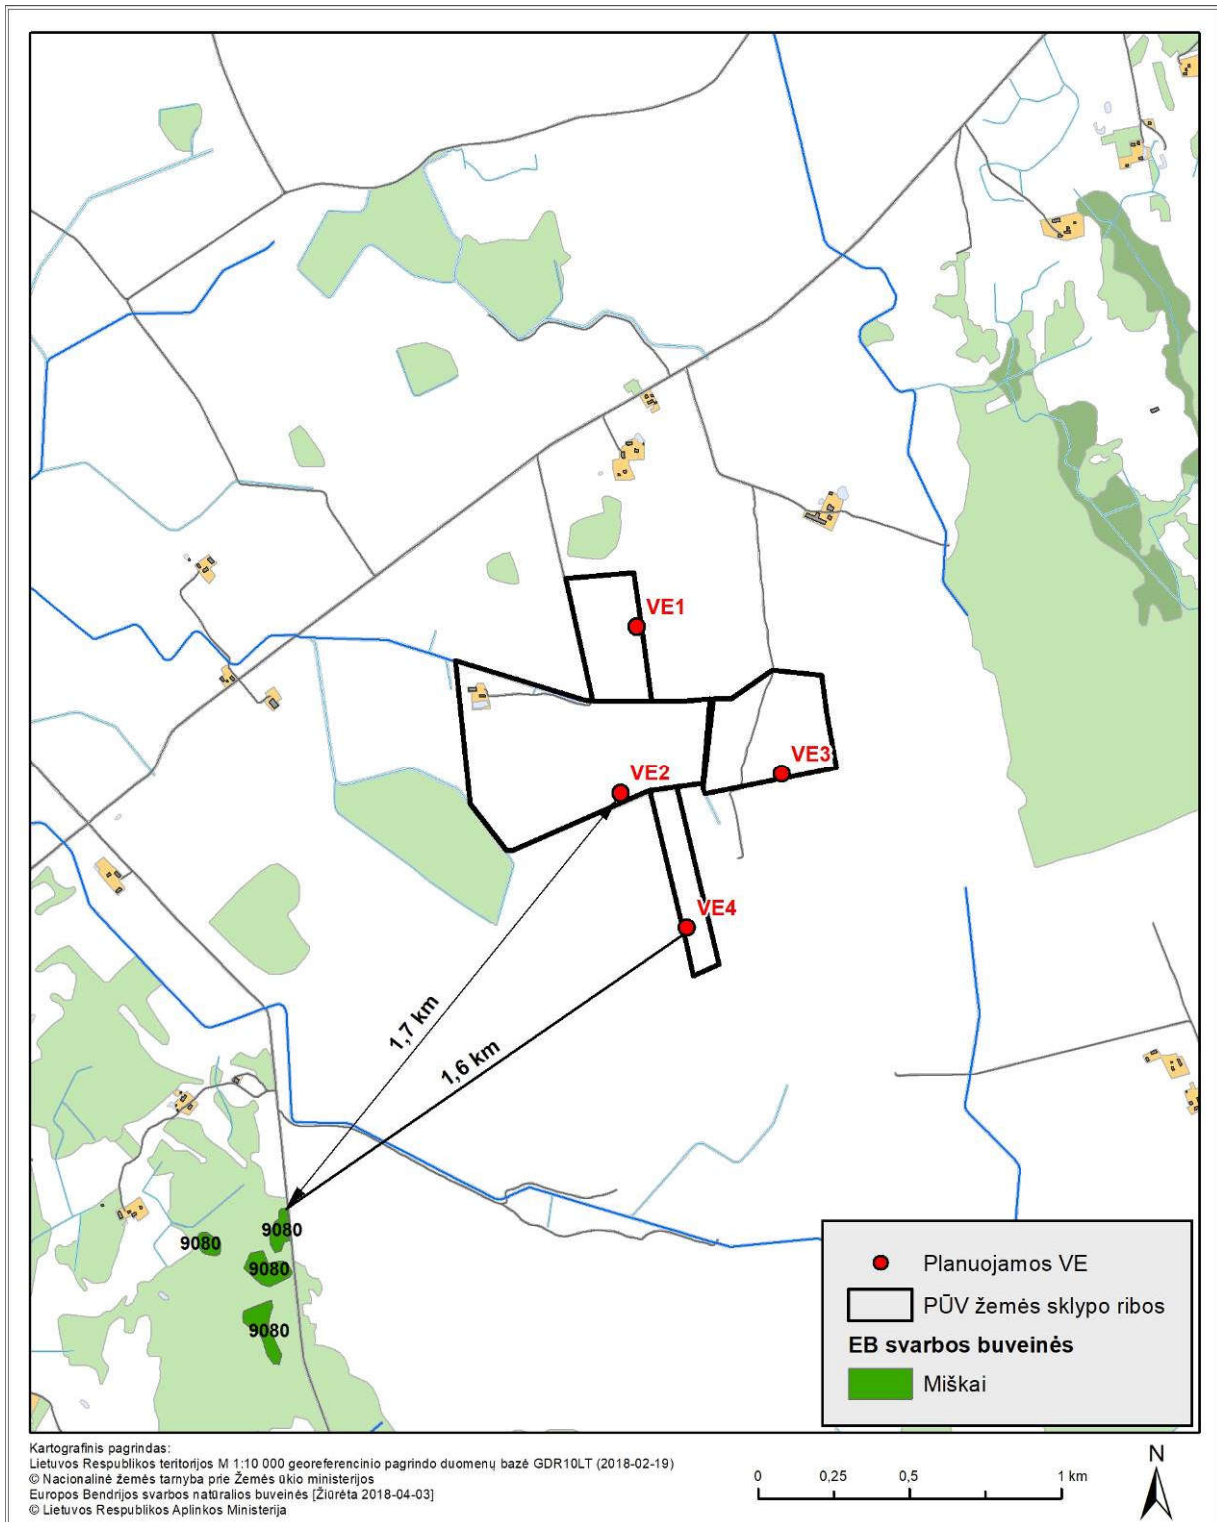 VE1
VE3
VE2
VE4
1,7 km
1,6 km
9080
9080
9080
9080
Planuojamos VE
PŪV žemės sklypo ribos
EB svarbos buveinės
Miškai
Kartografinis pagrindas:
Lietuvos Respublikos teritorijos M 1:10 000 georeferencinio pagrindo duomenų bazė GDR10LT (2018-02-19)
© Nacionalinė žemės tarnyba prie Žemės ūkio ministerijos
Europos Bendrijos svarbos natūralios buveinės [Žiūrėta 2018-04-03]
© Lietuvos Respublikos Aplinkos Ministerija
0 0,25 0,5 1 km
N